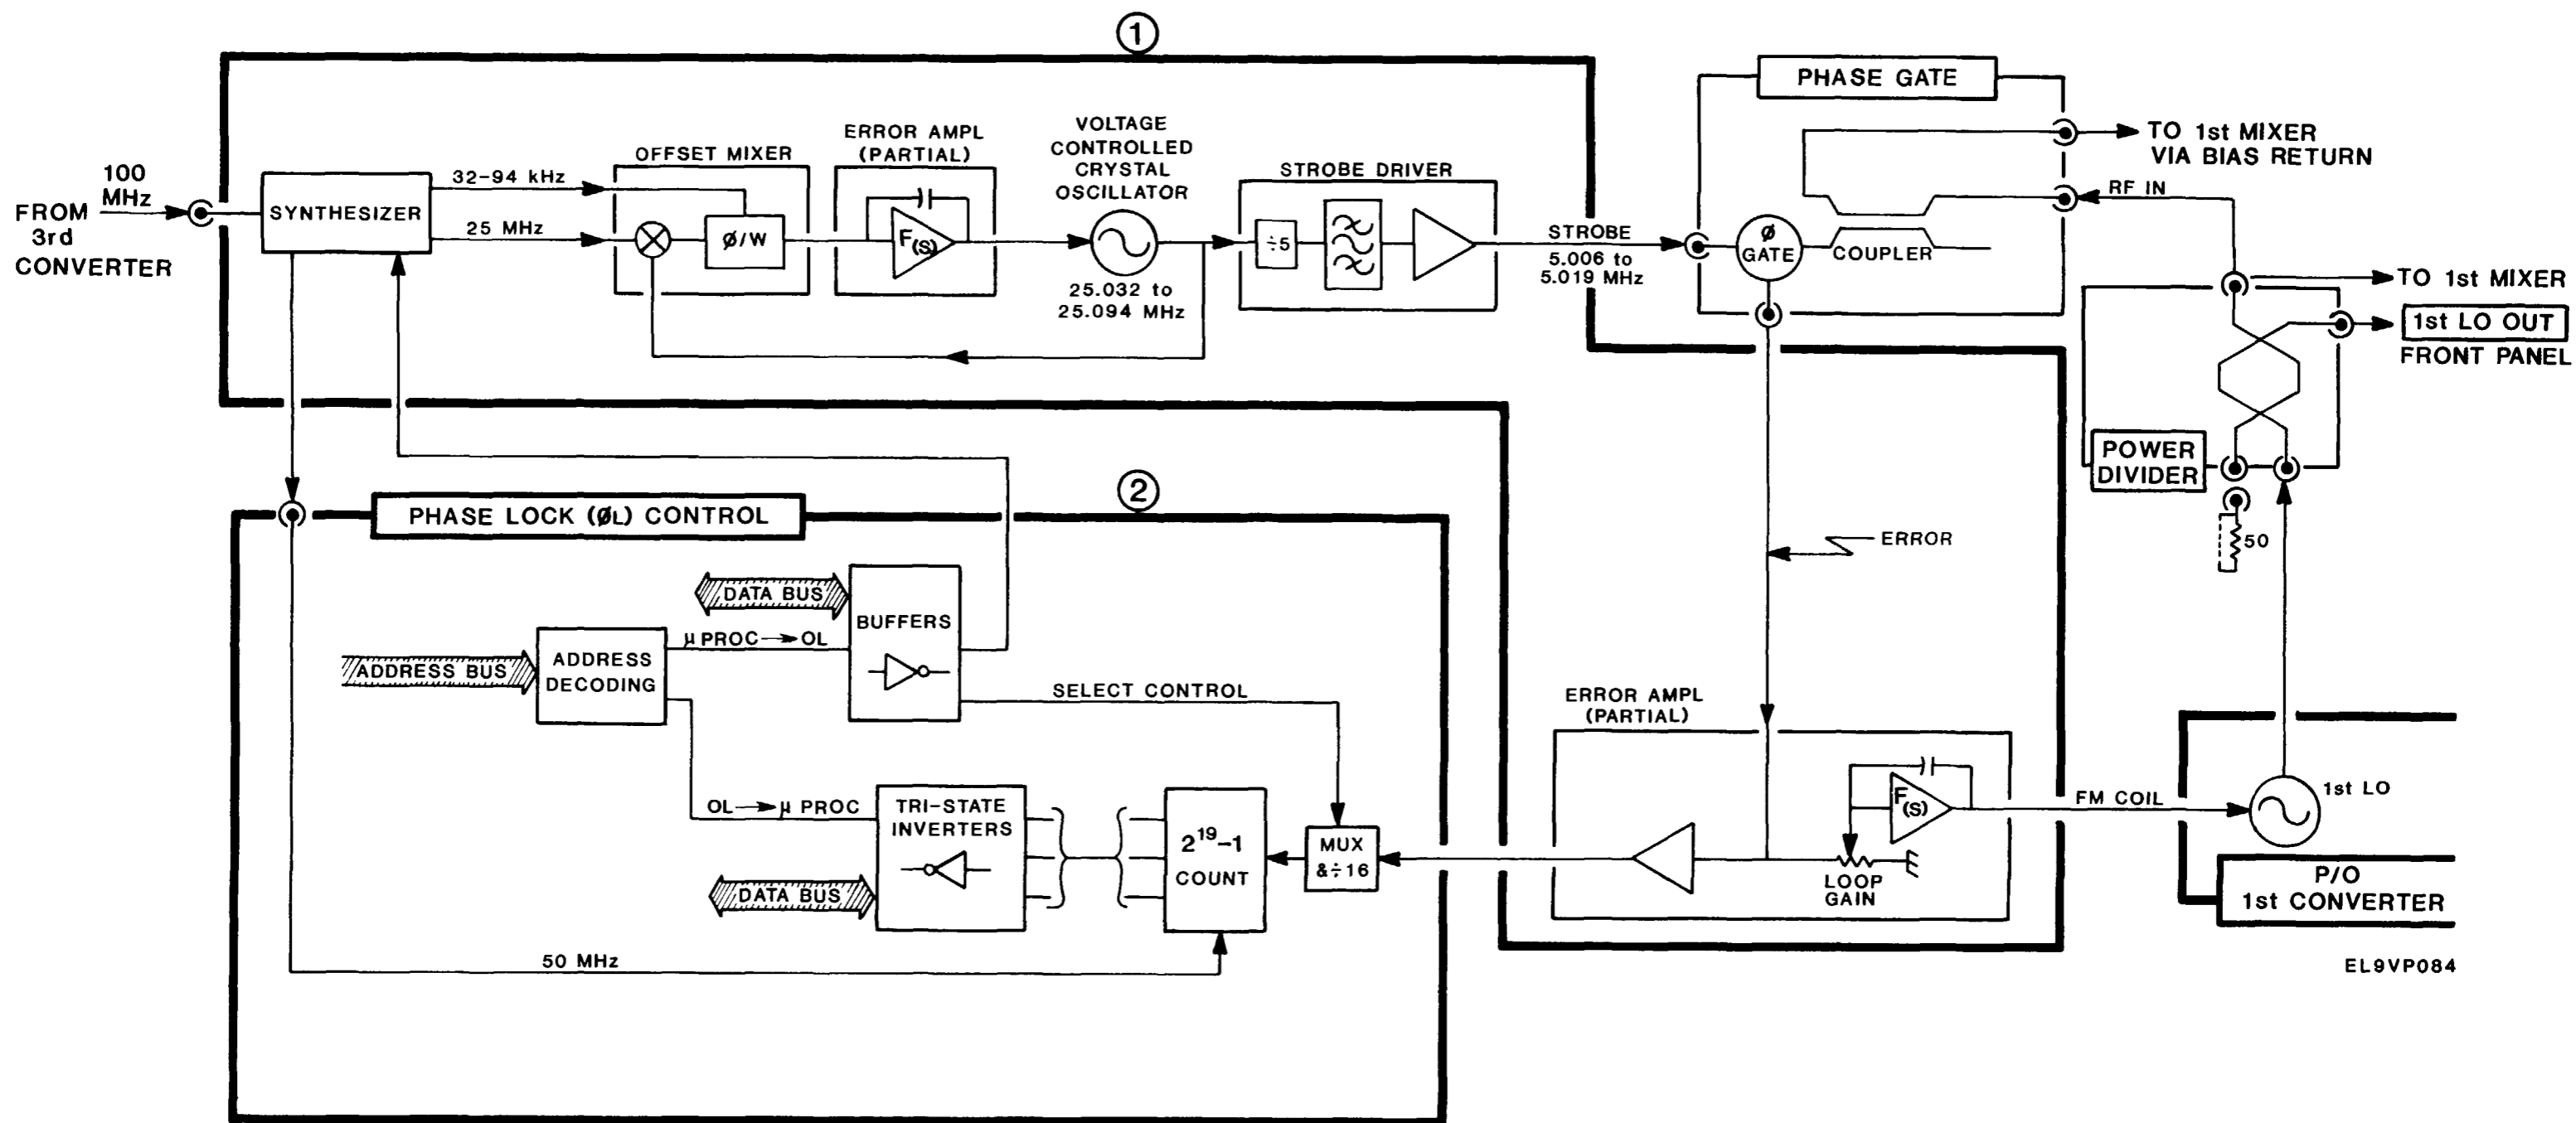 1
PHASE GATE
100
MHz
FROM
3rd
CONVERTER
SYNTHESIZER
32-94 kHz
25 MHz
OFFSET MIXER
Ø/W
ERROR AMPL
(PARTIAL)
F(S)
VOLTAGE
CONTROLLED
CRYSTAL
OSCILLATOR
25.032 to
25.094 MHz
STROBE DRIVER
÷5
STROBE
5.006 to
5.019 MHz
Ø
GATE
COUPLER
TO 1st MIXER
VIA BIAS RETURN
RF IN
TO 1st MIXER
1st LO OUT
FRONT PANEL
POWER
DIVIDER
50
2
PHASE LOCK (ØL) CONTROL
ERROR
DATA BUS
BUFFERS
µ PROC→OL
ADDRESS BUS
ADDRESS
DECODING
SELECT CONTROL
OL→µ PROC
TRI-STATE
INVERTERS
DATA BUS
2¹⁹-1
COUNT
MUX
&÷16
50 MHz
ERROR AMPL
(PARTIAL)
F(S)
LOOP
GAIN
FM COIL
1st LO
P/O
1st CONVERTER
EL9VP084